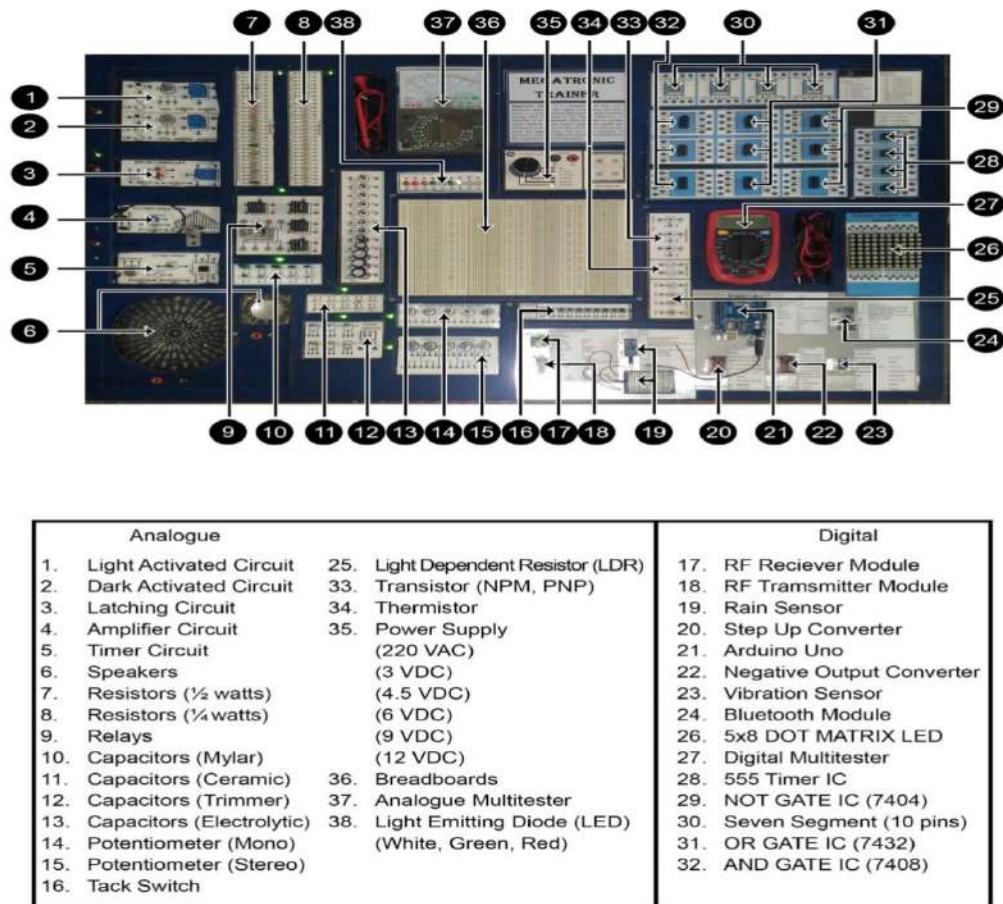 7 8 38 37 36 35 34 33 32 30 31
MECATRONIC
TRAINER
1
2
3
4
5
6
29
28
27
26
25
24
9 10 11 12 13 14 15 16 17 18 19 20 21 22 23
Analogue
1. Light Activated Circuit
2. Dark Activated Circuit
3. Latching Circuit
4. Amplifier Circuit
5. Timer Circuit
6. Speakers
7. Resistors (½ watts)
8. Resistors (¼ watts)
9. Relays
10. Capacitors (Mylar)
11. Capacitors (Ceramic)
12. Capacitors (Trimmer)
13. Capacitors (Electrolytic)
14. Potentiometer (Mono)
15. Potentiometer (Stereo)
16. Tack Switch
25. Light Dependent Resistor (LDR)
33. Transistor (NPM, PNP)
34. Thermistor
35. Power Supply
(220 VAC)
(3 VDC)
(4.5 VDC)
(6 VDC)
(9 VDC)
(12 VDC)
36. Breadboards
37. Analogue Multitester
38. Light Emitting Diode (LED)
(White, Green, Red)
Digital
17. RF Reciever Module
18. RF Tramsmitter Module
19. Rain Sensor
20. Step Up Converter
21. Arduino Uno
22. Negative Output Converter
23. Vibration Sensor
24. Bluetooth Module
26. 5x8 DOT MATRIX LED
27. Digital Multitester
28. 555 Timer IC
29. NOT GATE IC (7404)
30. Seven Segment (10 pins)
31. OR GATE IC (7432)
32. AND GATE IC (7408)